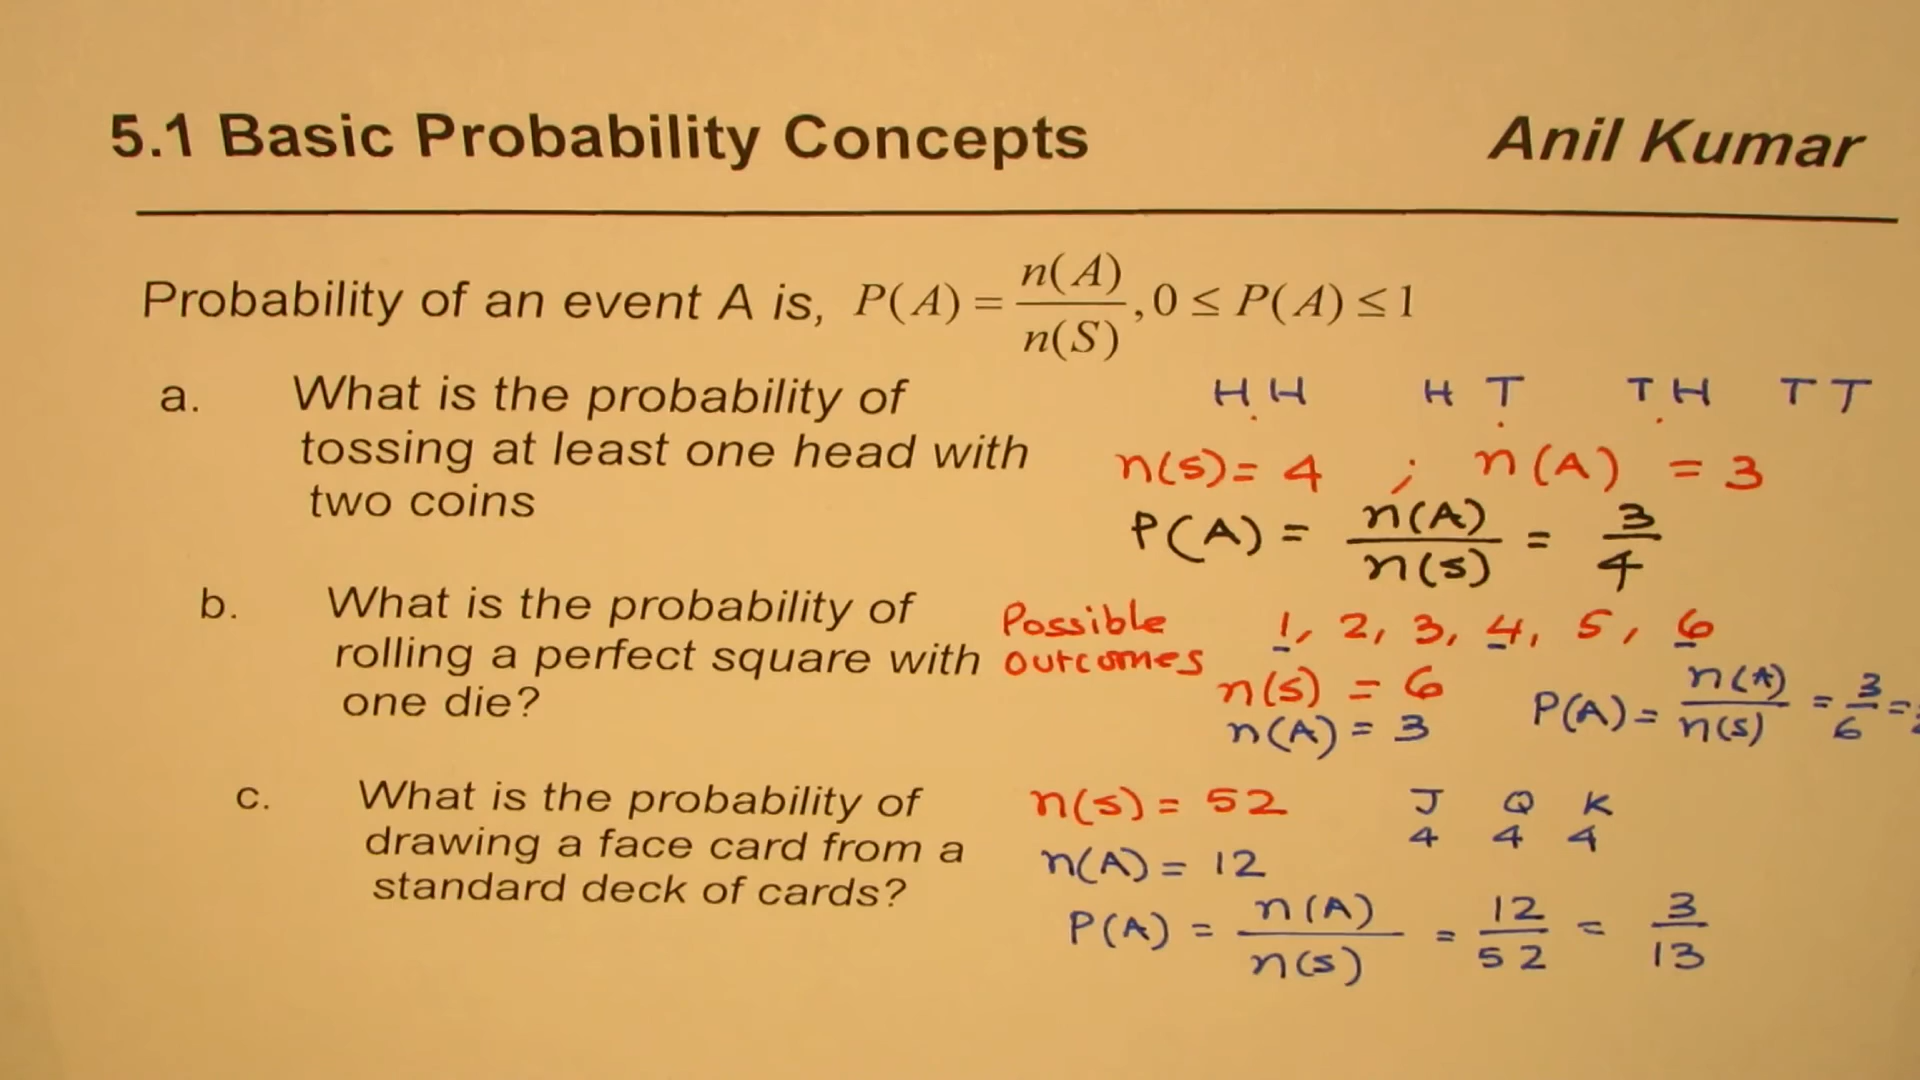 5.1 Basic Probability Concepts Anil Kumar
Probability of an event A is, P(A) = n(A)/n(S), 0 ≤ P(A) ≤ 1
a. What is the probability of
tossing at least one head with
two coins
H H H T T H T T
n(s) = 4 ; n(A) = 3
P(A) = n(A)/n(s) = 3/4
b. What is the probability of
rolling a perfect square with
one die?
Possible
outcomes
1, 2, 3, 4, 5, 6
n(s) = 6
n(A) = 3
P(A) = n(A)/n(s) = 3/6 =
c. What is the probability of
drawing a face card from a
standard deck of cards?
n(s) = 52
J Q K
4 4 4
n(A) = 12
P(A) = n(A)/n(s) = 12/52 = 3/13